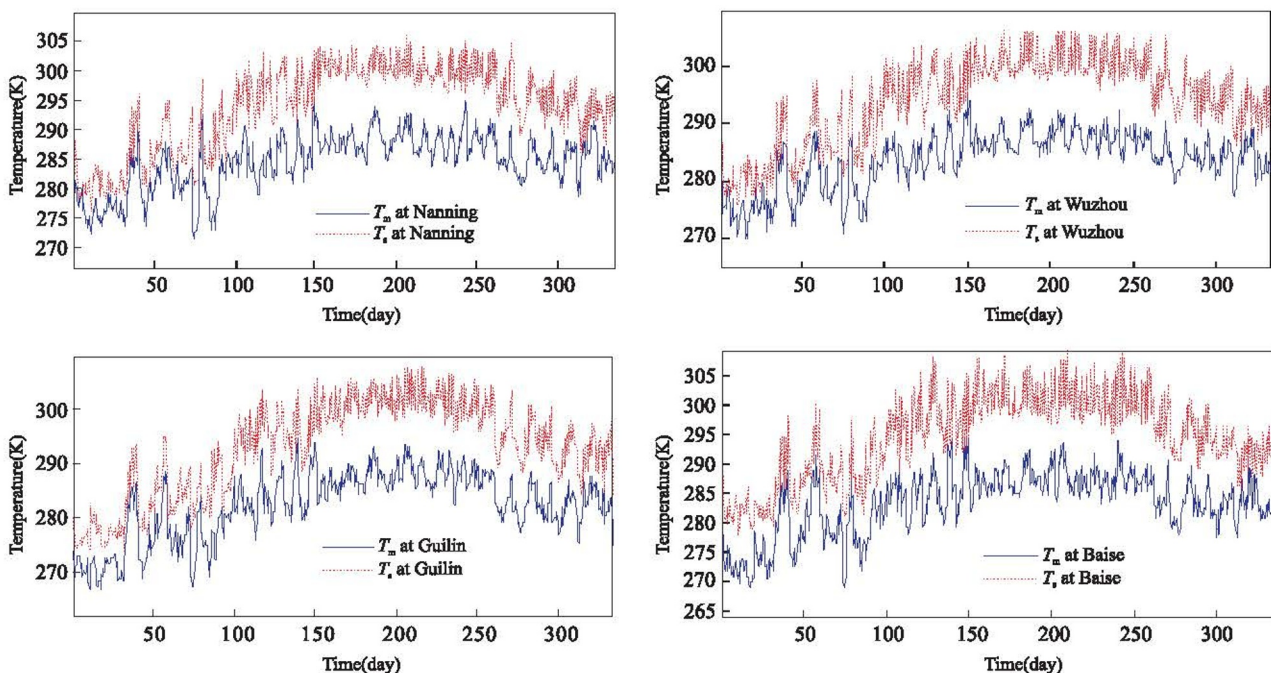 305
300
295
290
285
280
275
270
Temperature(K)
Tm at Nanning
Ts at Nanning
50 100 150 200 250 300
Time(day)
300
290
280
270
Temperature(K)
Tm at Wuzhou
Ts at Wuzhou
50 100 150 200 250 300
Time(day)
300
290
280
270
Temperature(K)
Tm at Guilin
Ts at Guilin
50 100 150 200 250 300
Time(day)
305
300
295
290
285
280
275
270
265
Temperature(K)
Tm at Baise
Ts at Baise
50 100 150 200 250 300
Time(day)